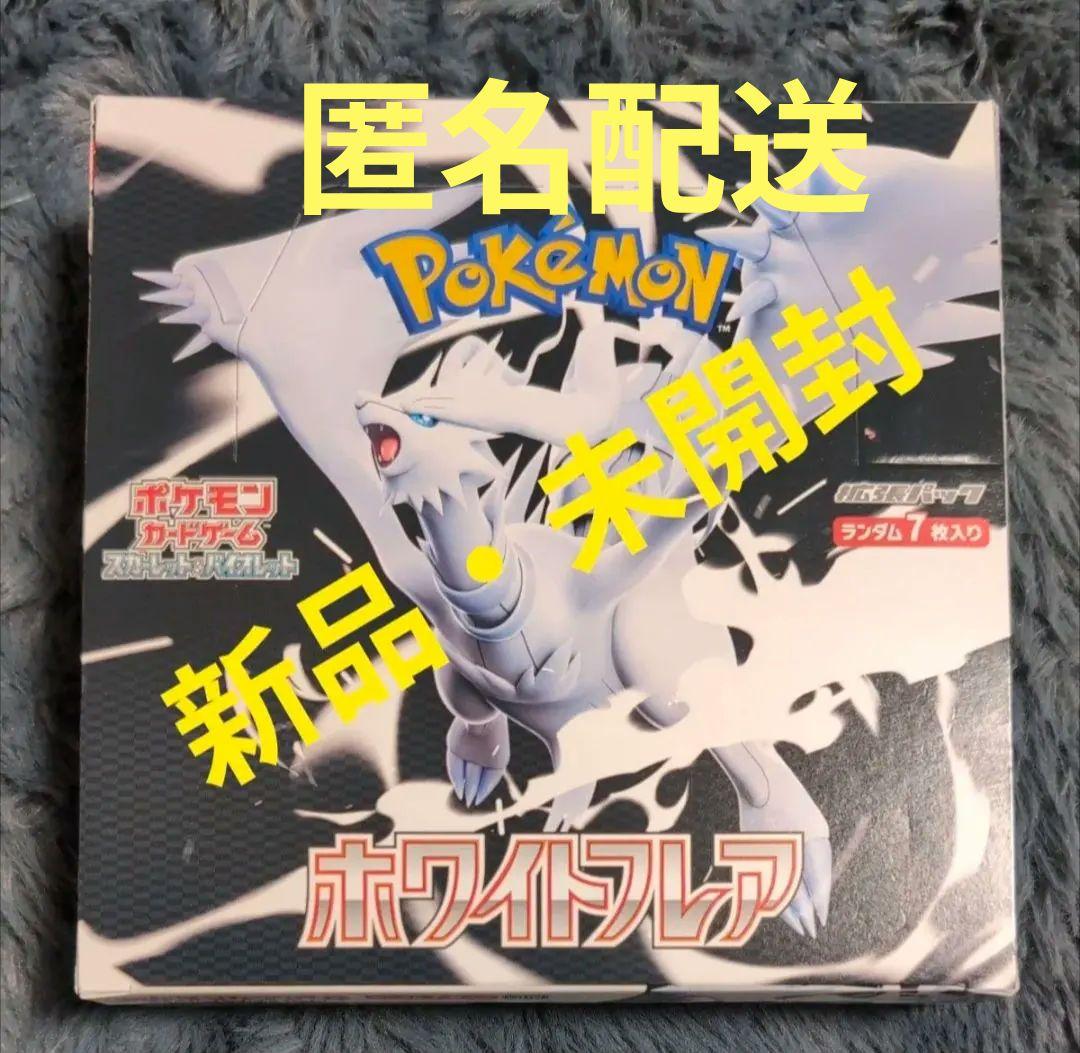 匿名配送
POKÉMON
TM
新品・未開封
ポケモン
カードゲーム
スカーレット&バイオレット
拡張パック
ランダム7枚入り
ホワイトフレア